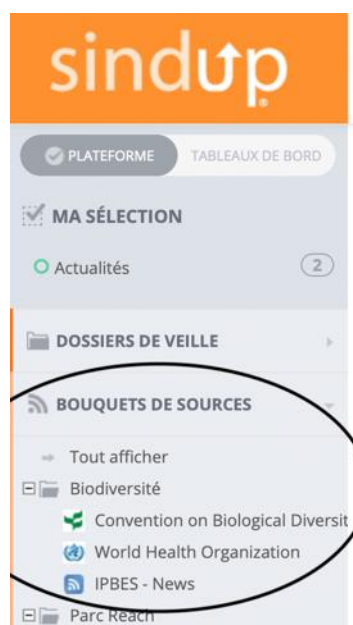 sindup
PLATEFORME TABLEAUX DE BORD
MA SÉLECTION
Actualités 2
DOSSIERS DE VEILLE
BOUQUETS DE SOURCES
Tout afficher
Biodiversité
Convention on Biological Diversit
World Health Organization
IPBES - News
Parc Reach